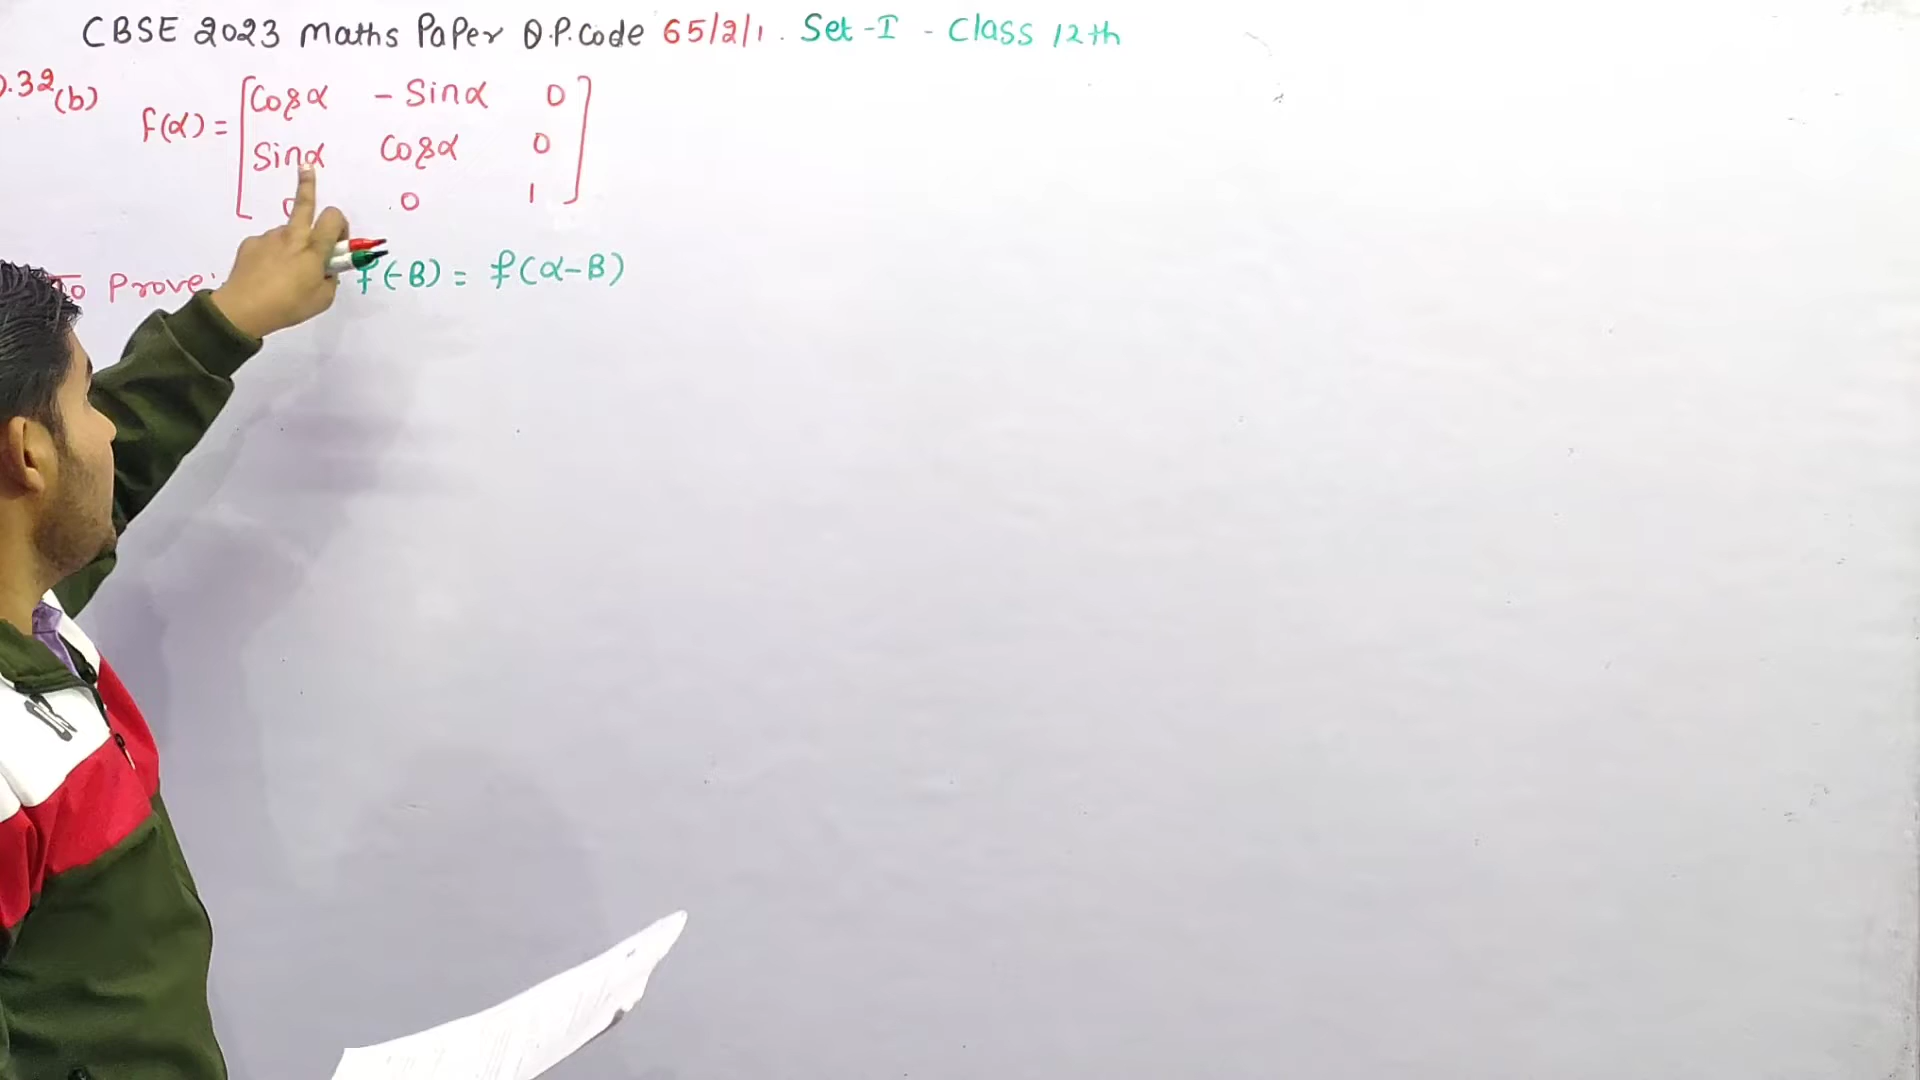 CBSE 2023 Maths Paper Q.P. Code 65/2/1. Set-I - Class 12th
.32(b)
f(α) = [Cosα -Sinα 0
Sinα Cosα 0
0 0 1]
To Prove: f(-B) = f(α-B)